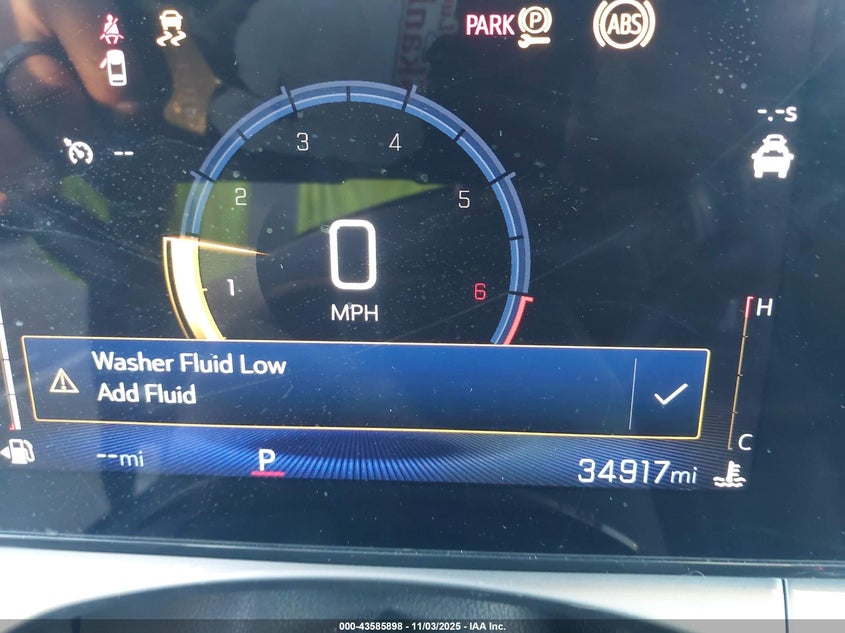 PARK P
ABS
-.-s
--
3
4
2
5
0
1
6
MPH
H
Washer Fluid Low
Add Fluid
C
--mi
P
34917mi
000-43585898 - 11/03/2025 - IAA Inc.